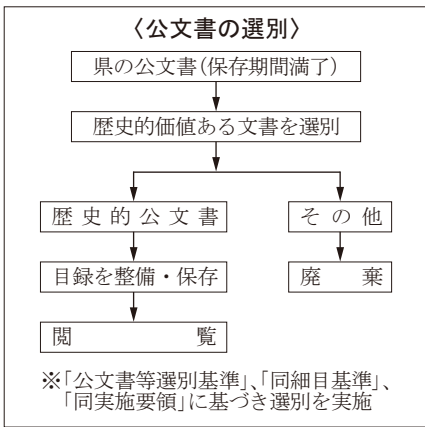 〈公文書の選別〉
県の公文書(保存期間満了)
歴史的価値ある文書を選別
歴史的公文書
その他
目録を整備・保存
廃棄
閲覧
※「公文書等選別基準」、「同細目基準」、
「同実施要領」に基づき選別を実施